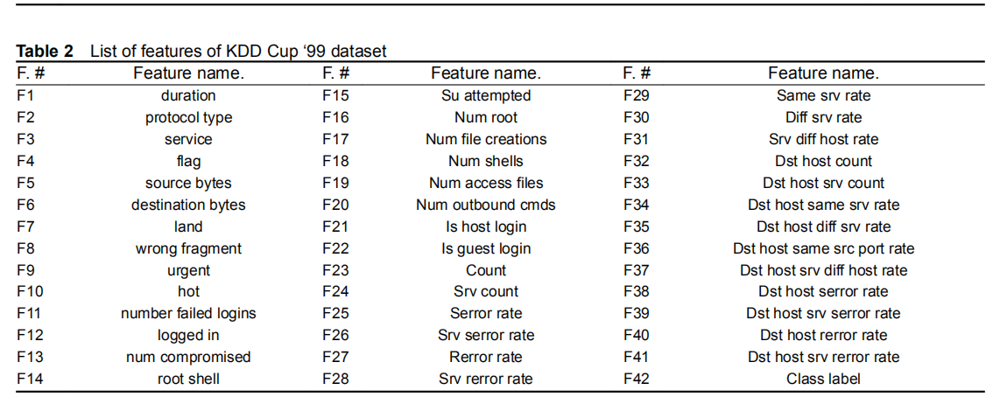 Table 2 List of features of KDD Cup ‘99 dataset
F. # Feature name. F. # Feature name. F. # Feature name.
F1 duration F15 Su attempted F29 Same srv rate
F2 protocol type F16 Num root F30 Diff srv rate
F3 service F17 Num file creations F31 Srv diff host rate
F4 flag F18 Num shells F32 Dst host count
F5 source bytes F19 Num access files F33 Dst host srv count
F6 destination bytes F20 Num outbound cmds F34 Dst host same srv rate
F7 land F21 Is host login F35 Dst host diff srv rate
F8 wrong fragment F22 Is guest login F36 Dst host same src port rate
F9 urgent F23 Count F37 Dst host srv diff host rate
F10 hot F24 Srv count F38 Dst host serror rate
F11 number failed logins F25 Serror rate F39 Dst host srv serror rate
F12 logged in F26 Srv serror rate F40 Dst host rerror rate
F13 num compromised F27 Rerror rate F41 Dst host srv rerror rate
F14 root shell F28 Srv rerror rate F42 Class label